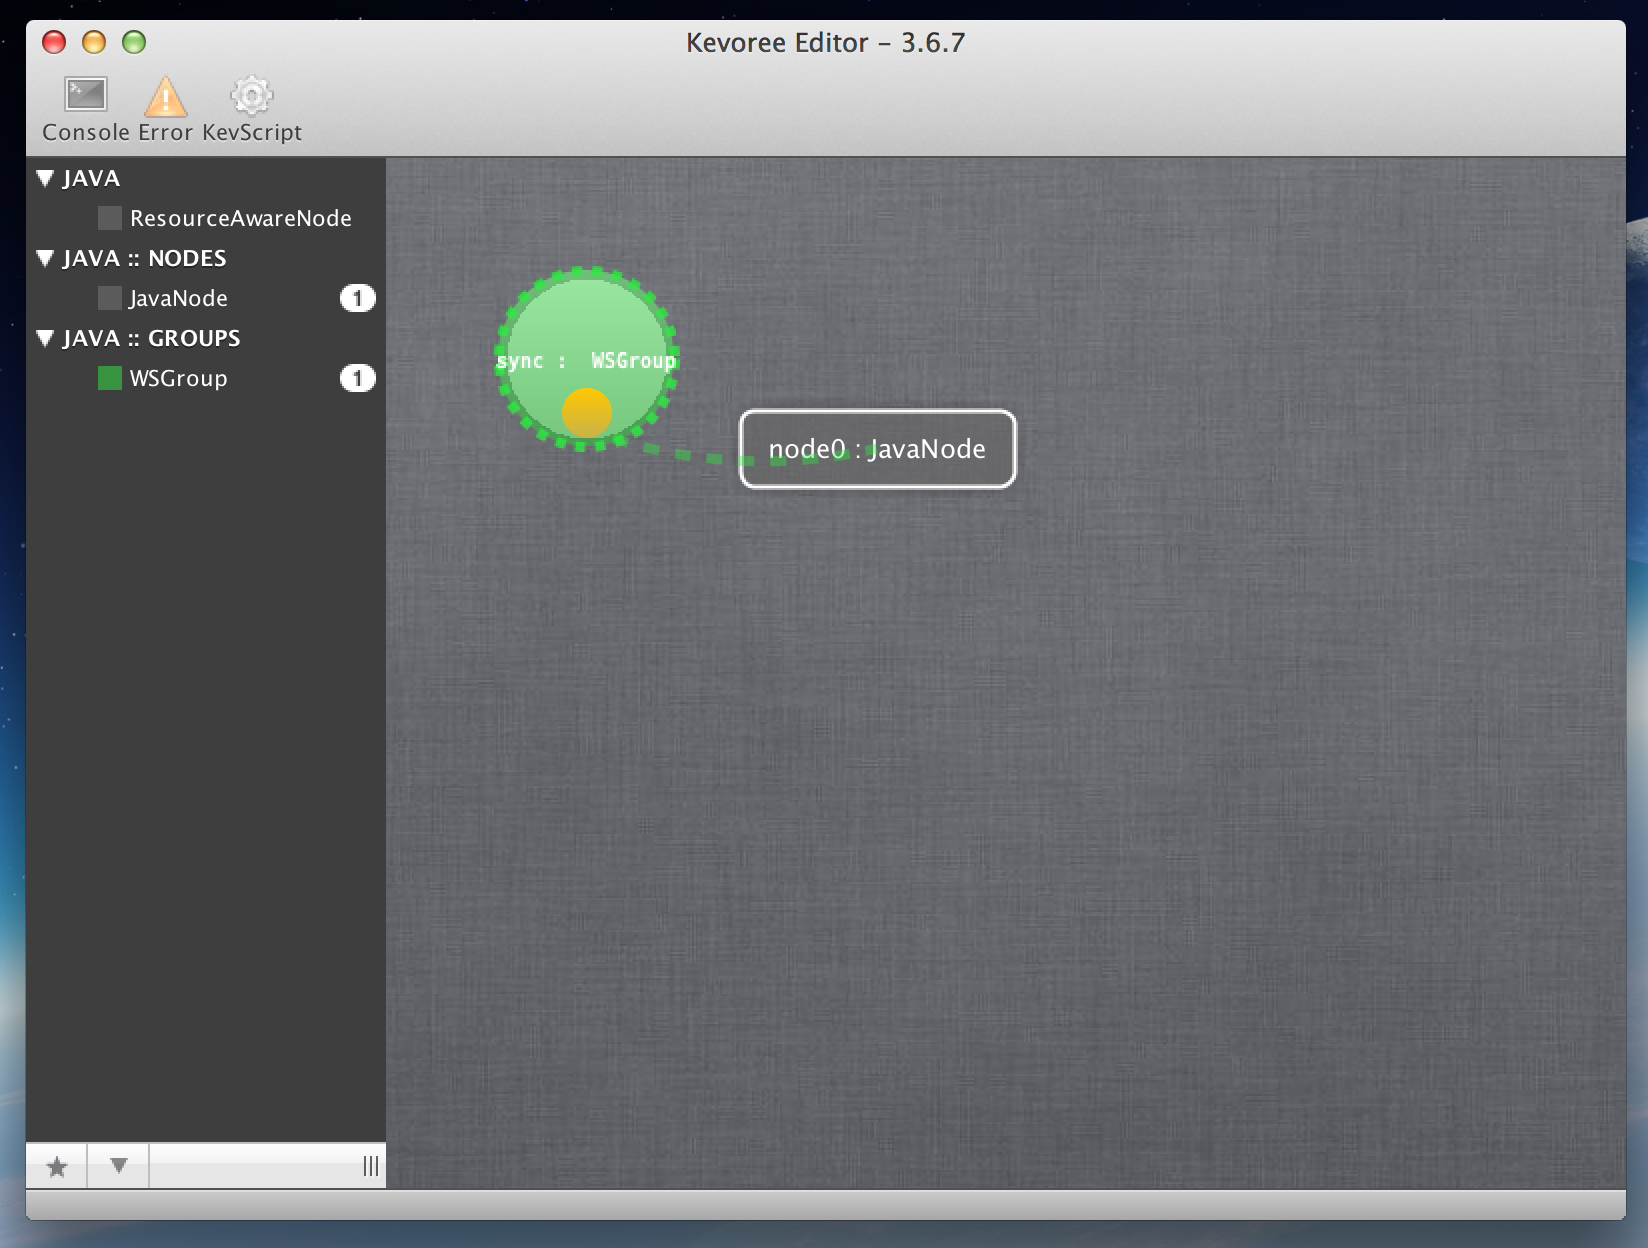 Kevoree Editor – 3.6.7
Console Error KevScript
JAVA
ResourceAwareNode
JAVA :: NODES
JavaNode 1
JAVA :: GROUPS
WSGroup 1
sync : WSGroup
node0 : JavaNode